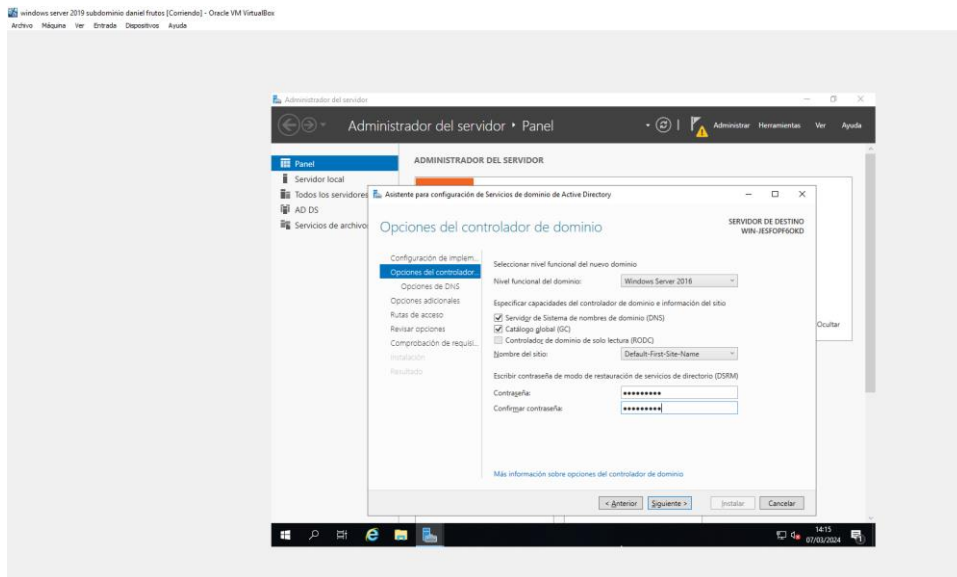 windows server 2019 subdominio daniel frutos [Corriendo] - Oracle VM VirtualBox
Archivo Máquina Ver Entrada Dispositivos Ayuda
Administrador del servidor
Administrador del servidor • Panel
Administrar Herramientas Ver Ayuda
Panel
Servidor local
Todos los servidores
AD DS
Servicios de archivo
ADMINISTRADOR DEL SERVIDOR
Asistente para configuración de Servicios de dominio de Active Directory
Opciones del controlador de dominio
SERVIDOR DE DESTINO
WIN-JESFOPF6OKD
Configuración de implem...
Opciones del controlador...
Opciones de DNS
Opciones adicionales
Rutas de acceso
Revisar opciones
Comprobación de requisi...
Instalación
Resultado
Seleccionar nivel funcional del nuevo dominio
Nivel funcional del dominio: Windows Server 2016
Especificar capacidades del controlador de dominio e información del sitio
Servidor de Sistema de nombres de dominio (DNS)
Catálogo global (GC)
Controlador de dominio de solo lectura (RODC)
Nombre del sitio: Default-First-Site-Name
Escribir contraseña de modo de restauración de servicios de directorio (DSRM)
Contraseña: •••••••••
Confirmar contraseña: •••••••••
Más información sobre opciones del controlador de dominio
< Anterior Siguiente > Instalar Cancelar
Ocultar
14:15
07/03/2024